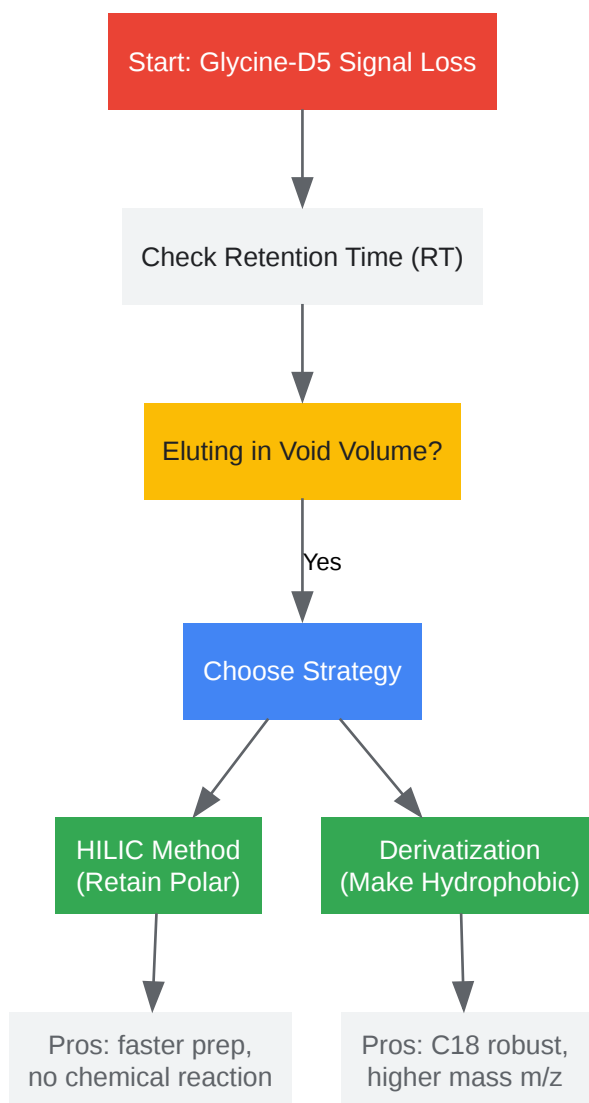 Start: Glycine-D5 Signal Loss
Check Retention Time (RT)
Eluting in Void Volume?
Yes
Choose Strategy
HILIC Method
(Retain Polar)
Derivatization
(Make Hydrophobic)
Pros: faster prep,
no chemical reaction
Pros: C18 robust,
higher mass m/z